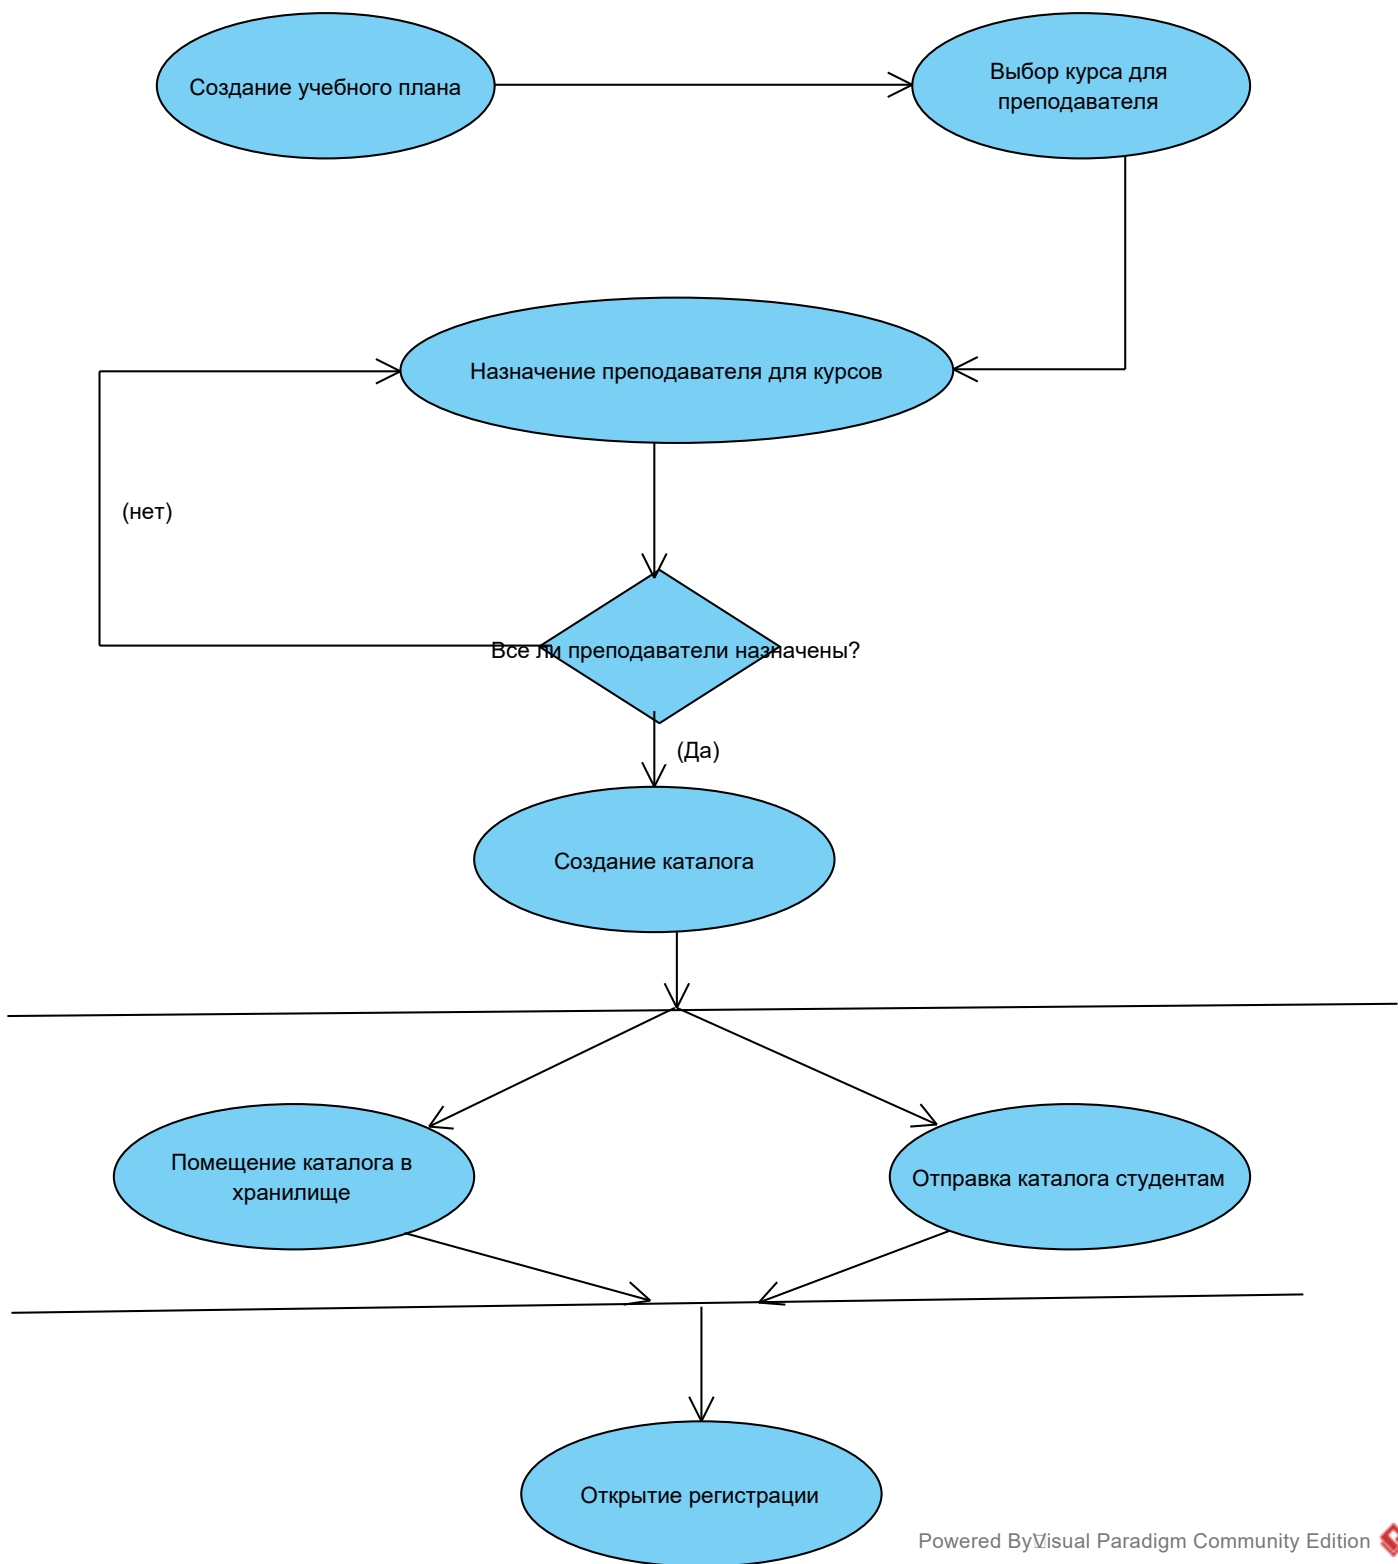 Создание учебного плана
Выбор курса для
преподавателя
Назначение преподавателя для курсов
(нет)
Все ли преподаватели назначены?
(Да)
Создание каталога
Помещение каталога в
хранилище
Отправка каталога студентам
Открытие регистрации
Powered By Visual Paradigm Community Edition